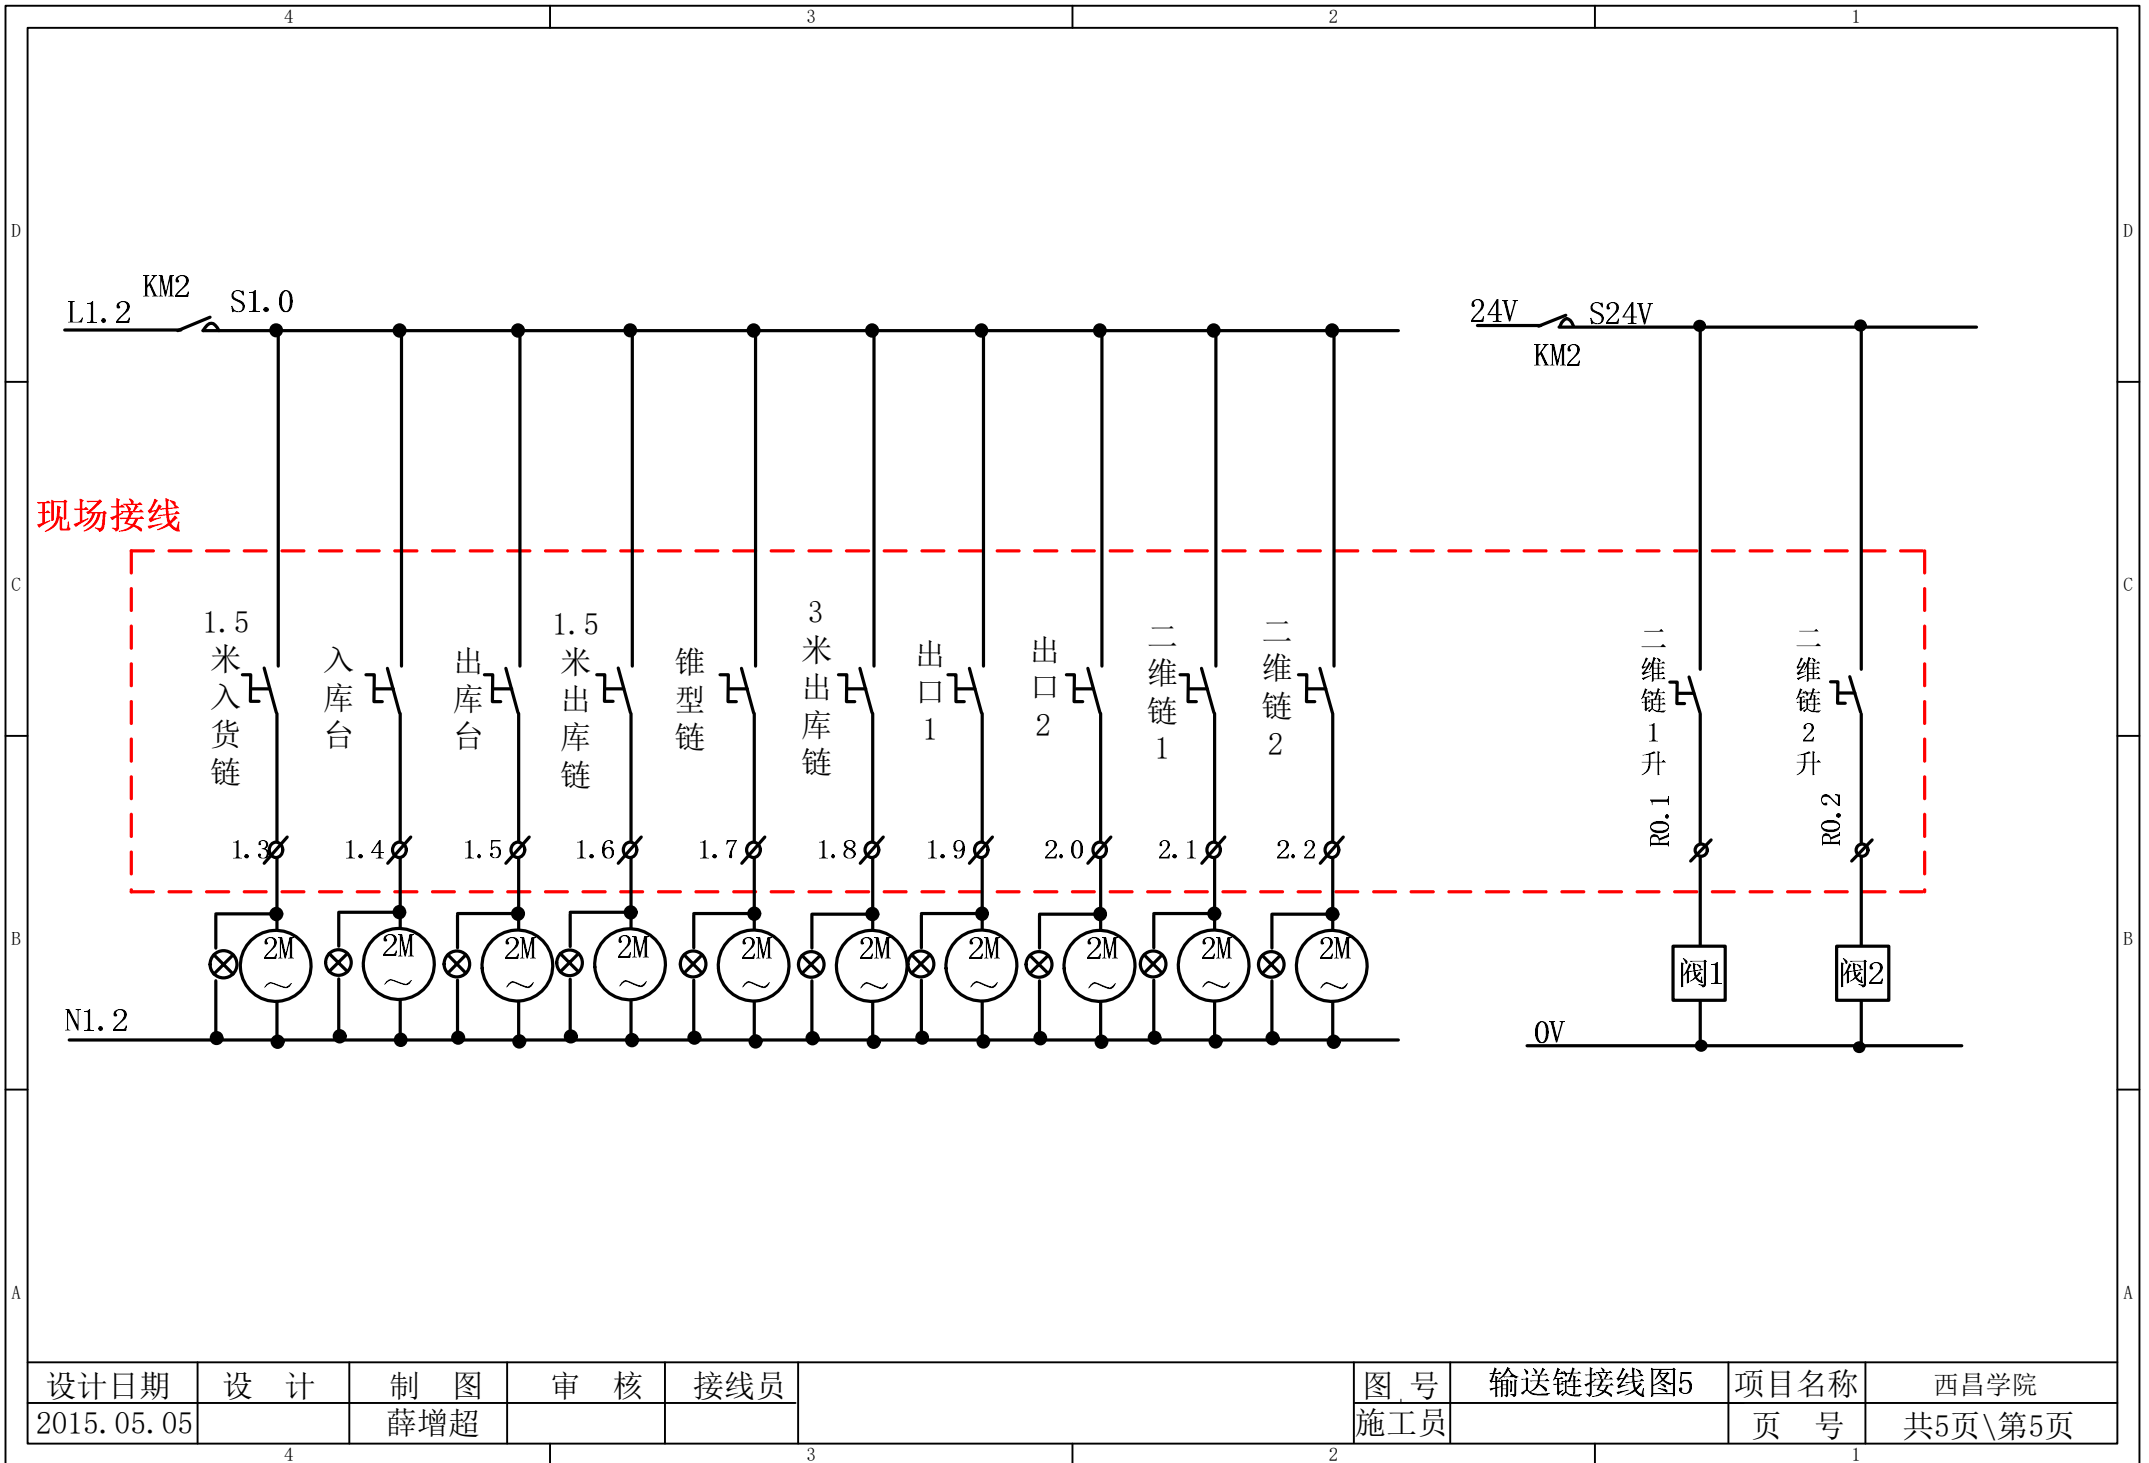 4 3 2 1
D D
KM2
L1.2 S1.0
24V S24V
KM2
现场接线
C C
1.5米入货链
入库台
出库台
1.5米出库链
锥型链
3米出库链
出口1
出口2
二维链1
二维链2
二维链1升
二维链2升
1.3 1.4 1.5 1.6 1.7 1.8 1.9 2.0 2.1 2.2 R0.1 R0.2
B B
2M 2M 2M 2M 2M 2M 2M 2M 2M 2M
~ ~ ~ ~ ~ ~ ~ ~ ~ ~
阀1 阀2
N1.2
0V
A A
设计日期 设 计 制 图 审 核 接线员 图 号 输送链接线图5 项目名称 西昌学院
2015.05.05 薛增超 施工员 页 号 共5页\第5页
4 3 2 1